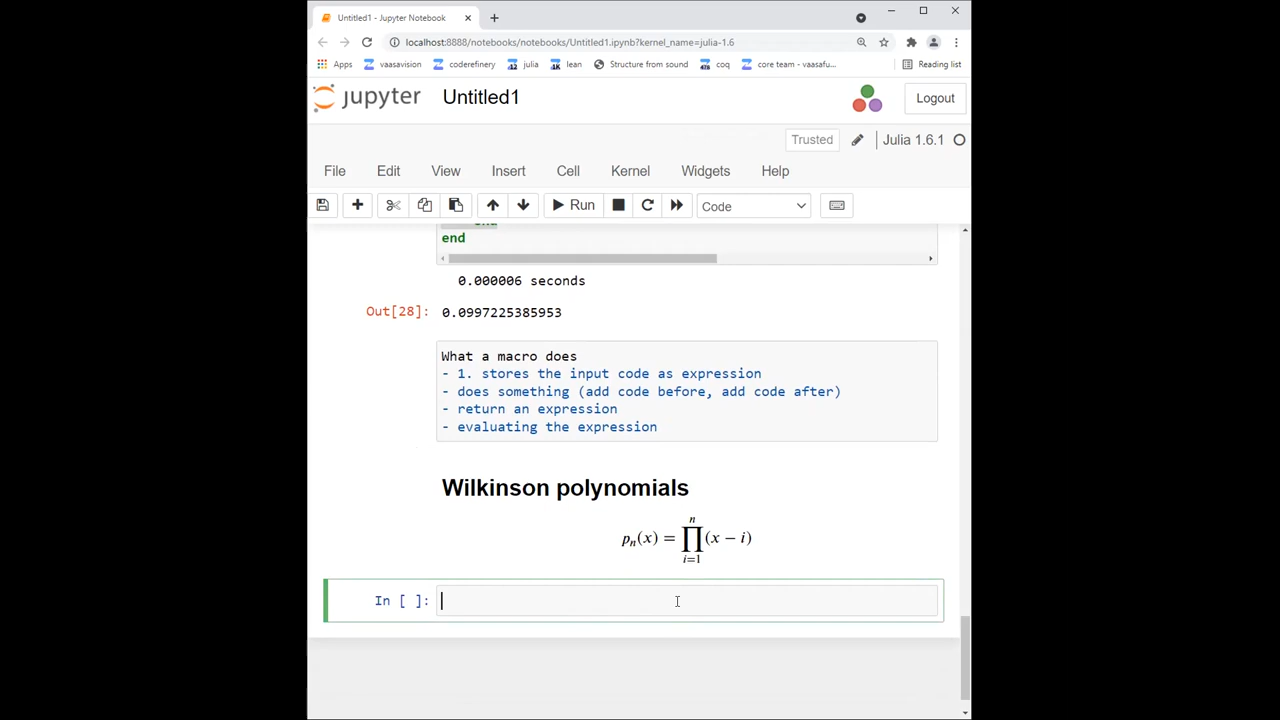 Untitled1 - Jupyter Notebook
localhost:8888/notebooks/notebooks/Untitled1.ipynb?kernel_name=julia-1.6
Apps vaasavision coderefinery julia lean Structure from sound coq core team - vaasafu... Reading list
jupyter Untitled1 Logout
Trusted Julia 1.6.1
File Edit View Insert Cell Kernel Widgets Help
Run Code
end
end
0.000006 seconds
Out[28]: 0.0997225385953
What a macro does
- 1. stores the input code as expression
- does something (add code before, add code after)
- return an expression
- evaluating the expression
Wilkinson polynomials
pₙ(x) = ∏ᵢ₌₁ⁿ (x − i)
In [ ]: